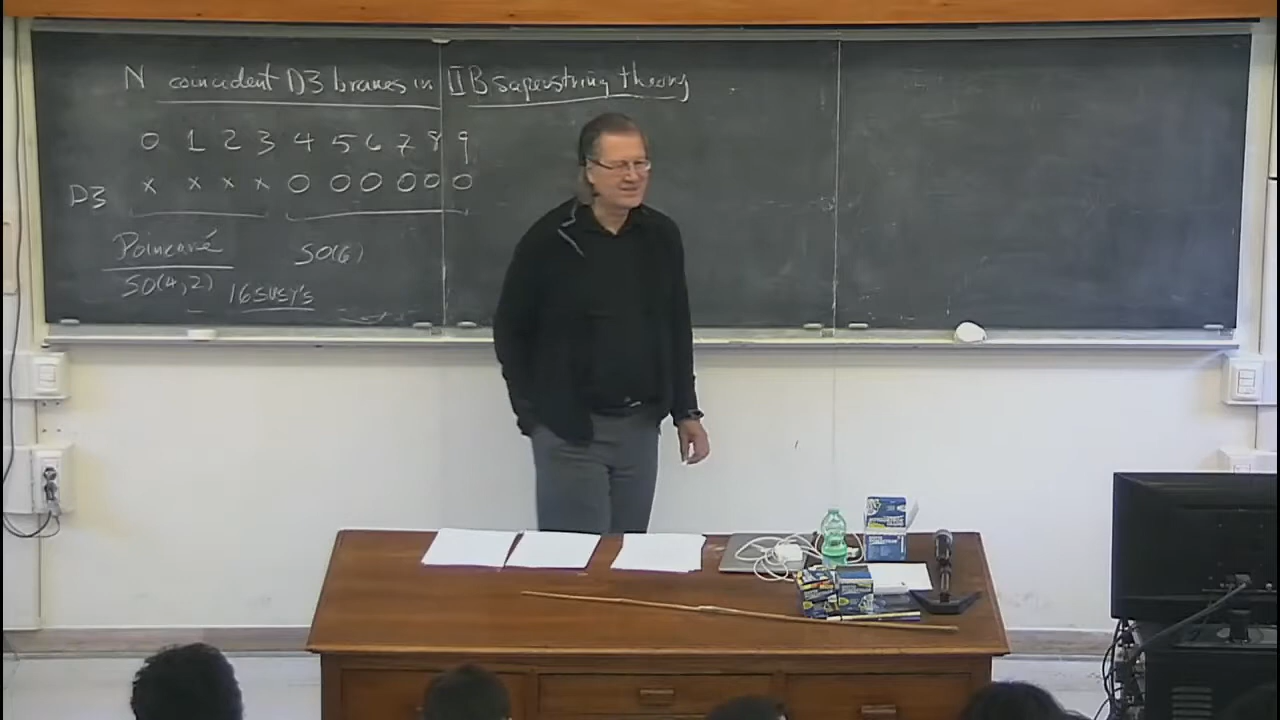 N coincident D3 branes in IIB superstring theory
0 1 2 3 4 5 6 7 8 9
D3 x x x x 0 0 0 0 0 0
Poincaré SO(6)
SO(4,2) 16 SUSY's